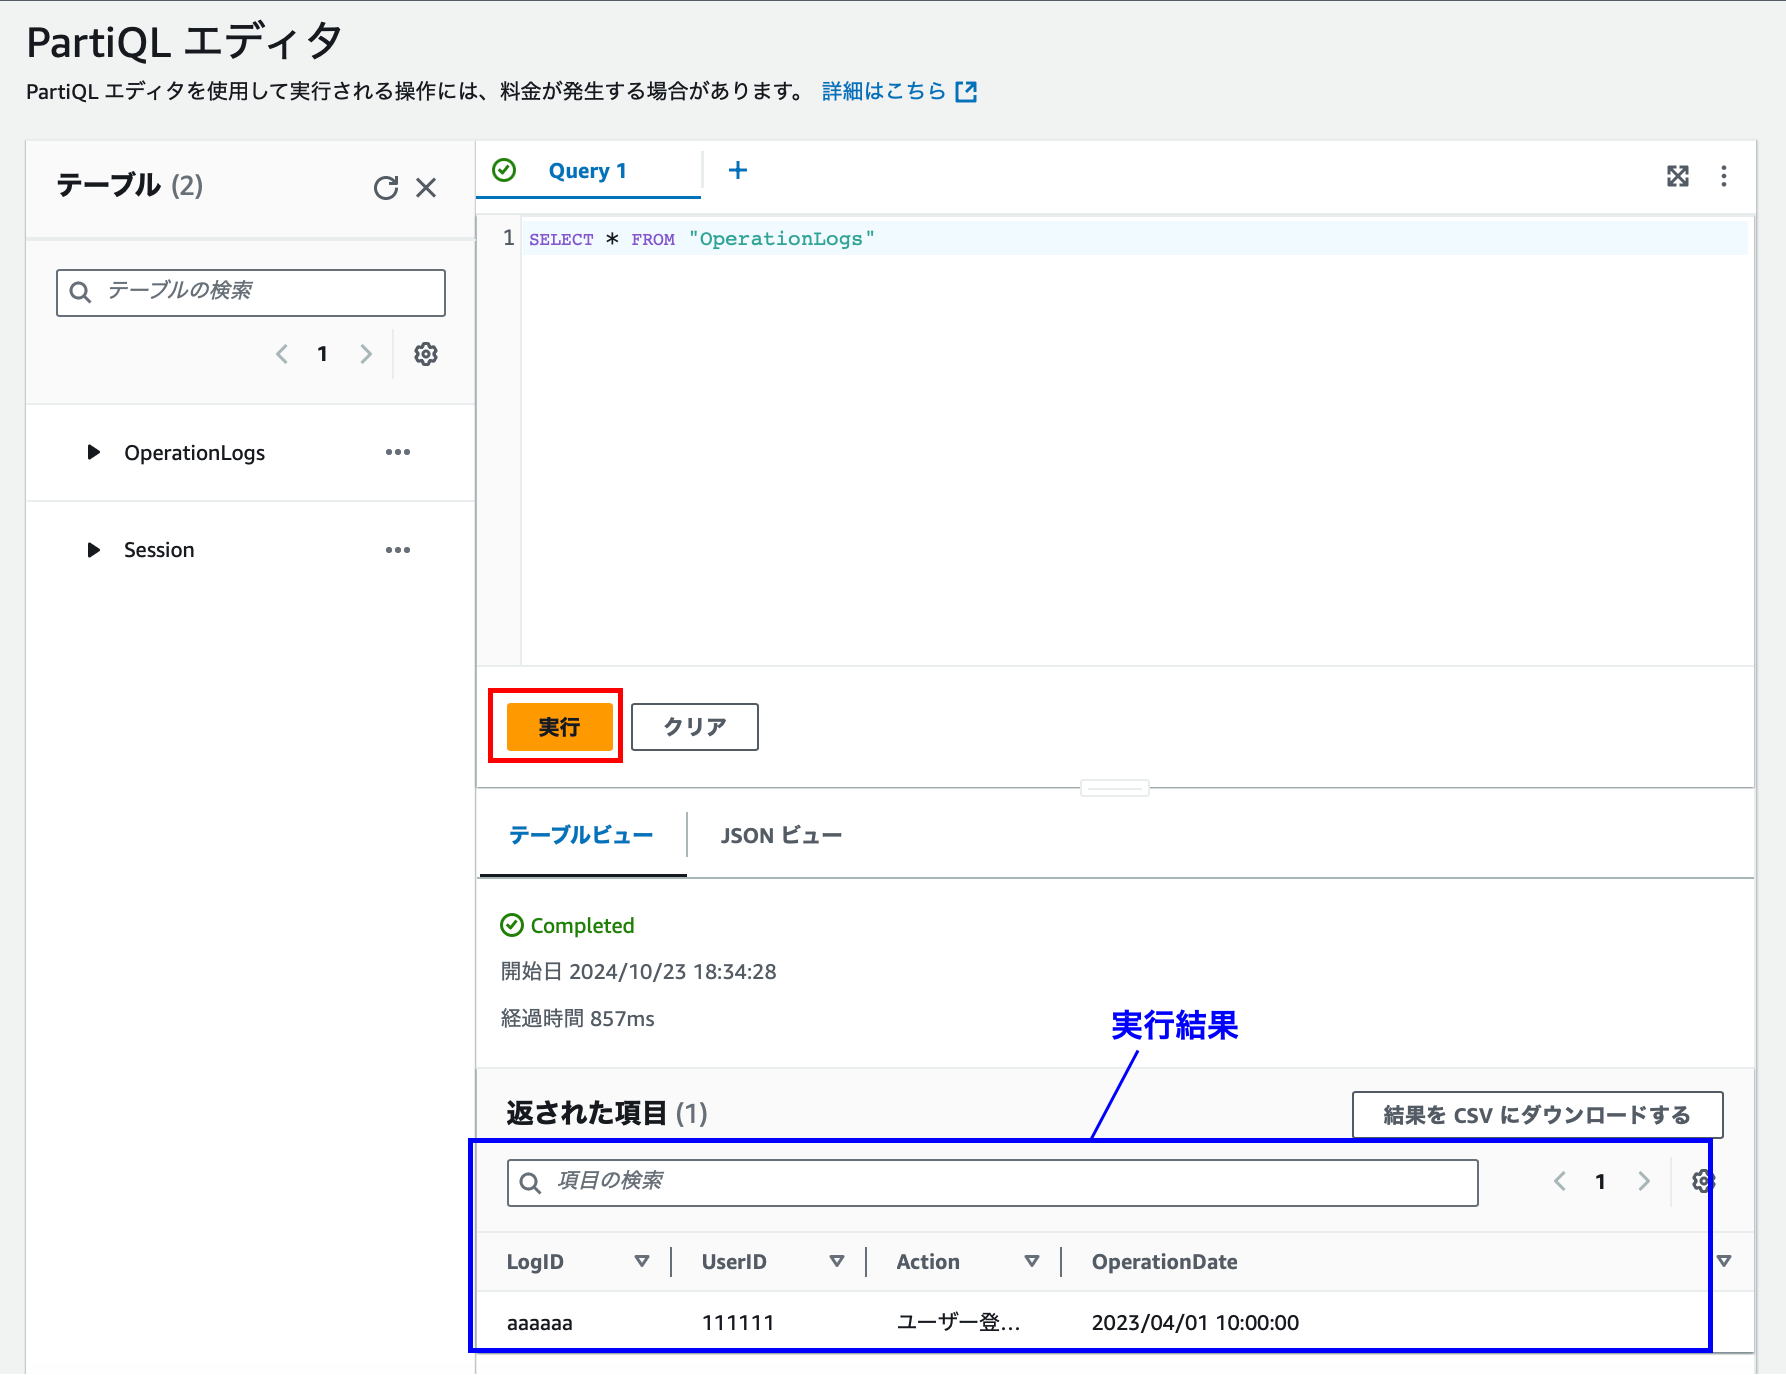 PartiQL エディタ
PartiQL エディタを使用して実行される操作には、料金が発生する場合があります。 詳細はこちら
テーブル (2)
テーブルの検索
1
OperationLogs
Session
Query 1
1 SELECT * FROM "OperationLogs"
実行 クリア
テーブルビュー JSON ビュー
Completed
開始日 2024/10/23 18:34:28
経過時間 857ms
実行結果
返された項目 (1) 結果を CSV にダウンロードする
項目の検索 1
LogID UserID Action OperationDate
aaaaaa 111111 ユーザー登... 2023/04/01 10:00:00